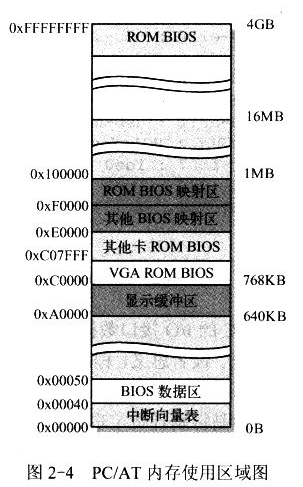 0xFFFFFFFF ROM BIOS 4GB
16MB
0x100000 1MB
ROM BIOS 映射区
0xF0000
其他 BIOS 映射区
0xE0000
其他卡 ROM BIOS
0xC07FFF
VGA ROM BIOS
0xC0000 768KB
显示缓冲区
0xA0000 640KB
0x00050
BIOS 数据区
0x00040
中断向量表
0x00000 0B
图 2-4 PC/AT 内存使用区域图